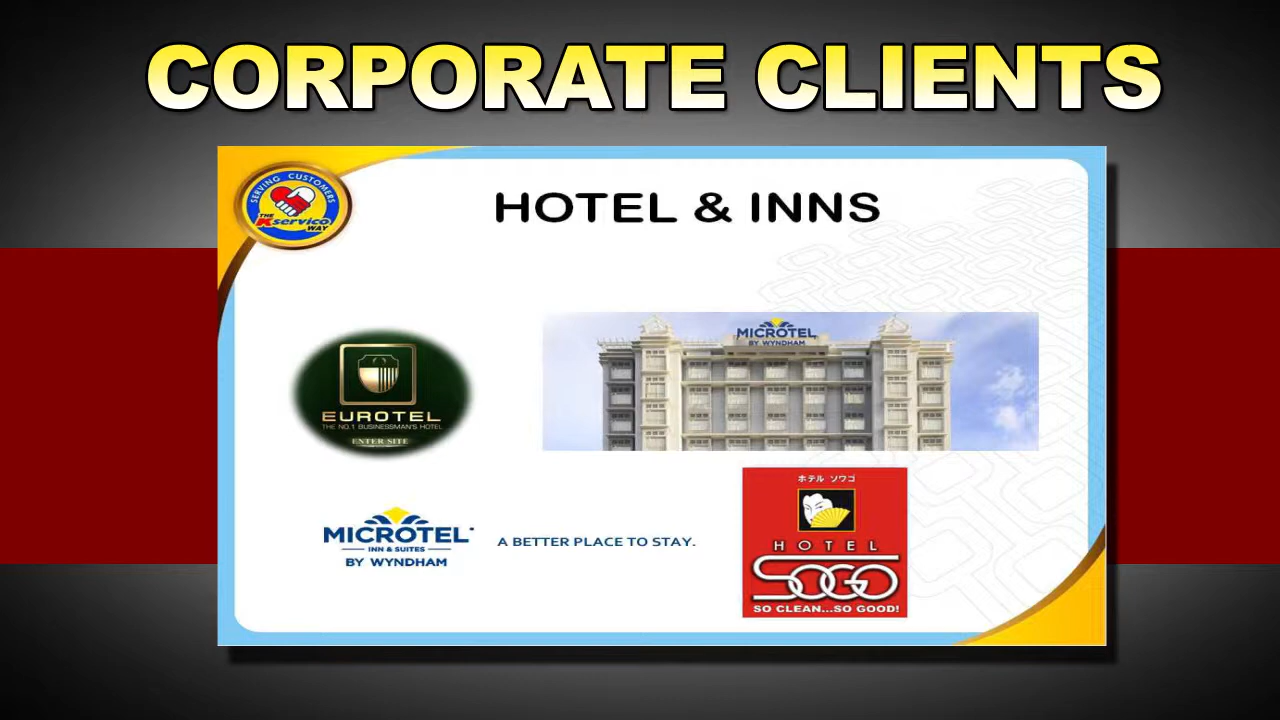 CORPORATE CLIENTS
SERVING CUSTOMERS
THE
Kservico
WAY
HOTEL & INNS
MICROTEL
BY WYNDHAM
EUROTEL
THE NO.1 BUSINESSMAN'S HOTEL
ENTER SITE
MICROTEL
INN & SUITES
BY WYNDHAM
A BETTER PLACE TO STAY.
ホテル ソワゴ
HOTEL
SOGO
SO CLEAN...SO GOOD!